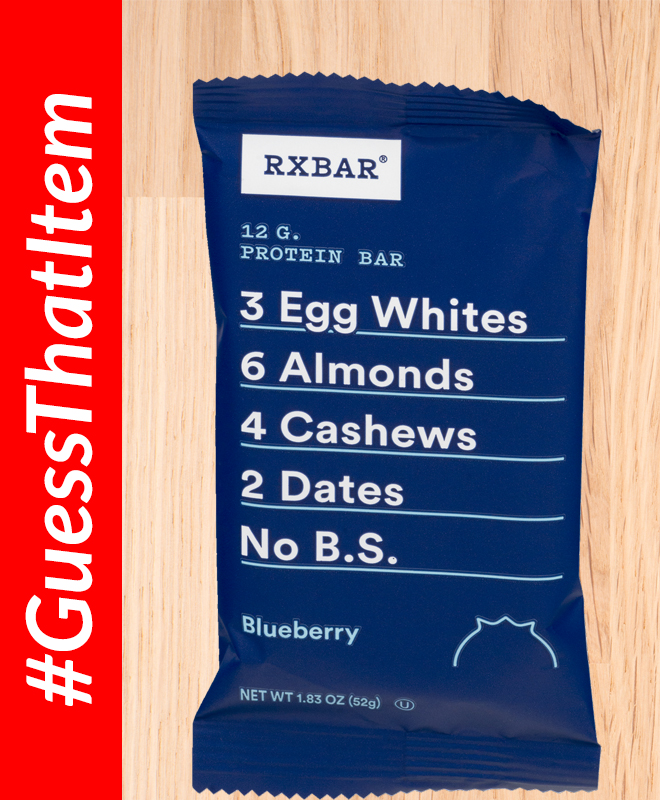 #GuessThatItem
RXBAR®
12 G.
PROTEIN BAR
3 Egg Whites
6 Almonds
4 Cashews
2 Dates
No B.S.
Blueberry
NET WT 1.83 OZ (52g) U